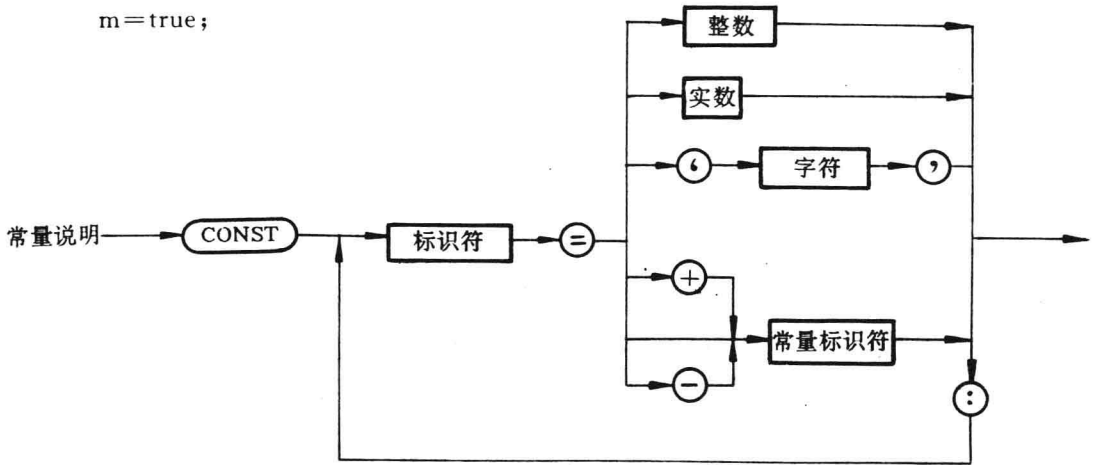 m=true;
整数
实数
‘ 字符 ’
常量说明 CONST 标识符 =
+
常量标识符
−
: